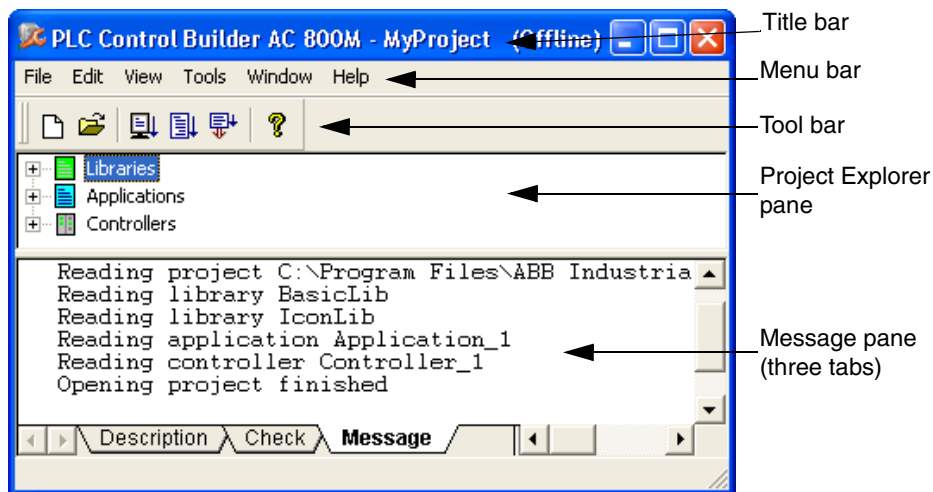 PLC Control Builder AC 800M - MyProject (Offline)
Title bar
File Edit View Tools Window Help
Menu bar
Tool bar
Libraries
Applications
Controllers
Project Explorer
pane
Reading project C:\Program Files\ABB Industria
Reading library BasicLib
Reading library IconLib
Reading application Application_1
Reading controller Controller_1
Opening project finished
Message pane
(three tabs)
Description Check Message